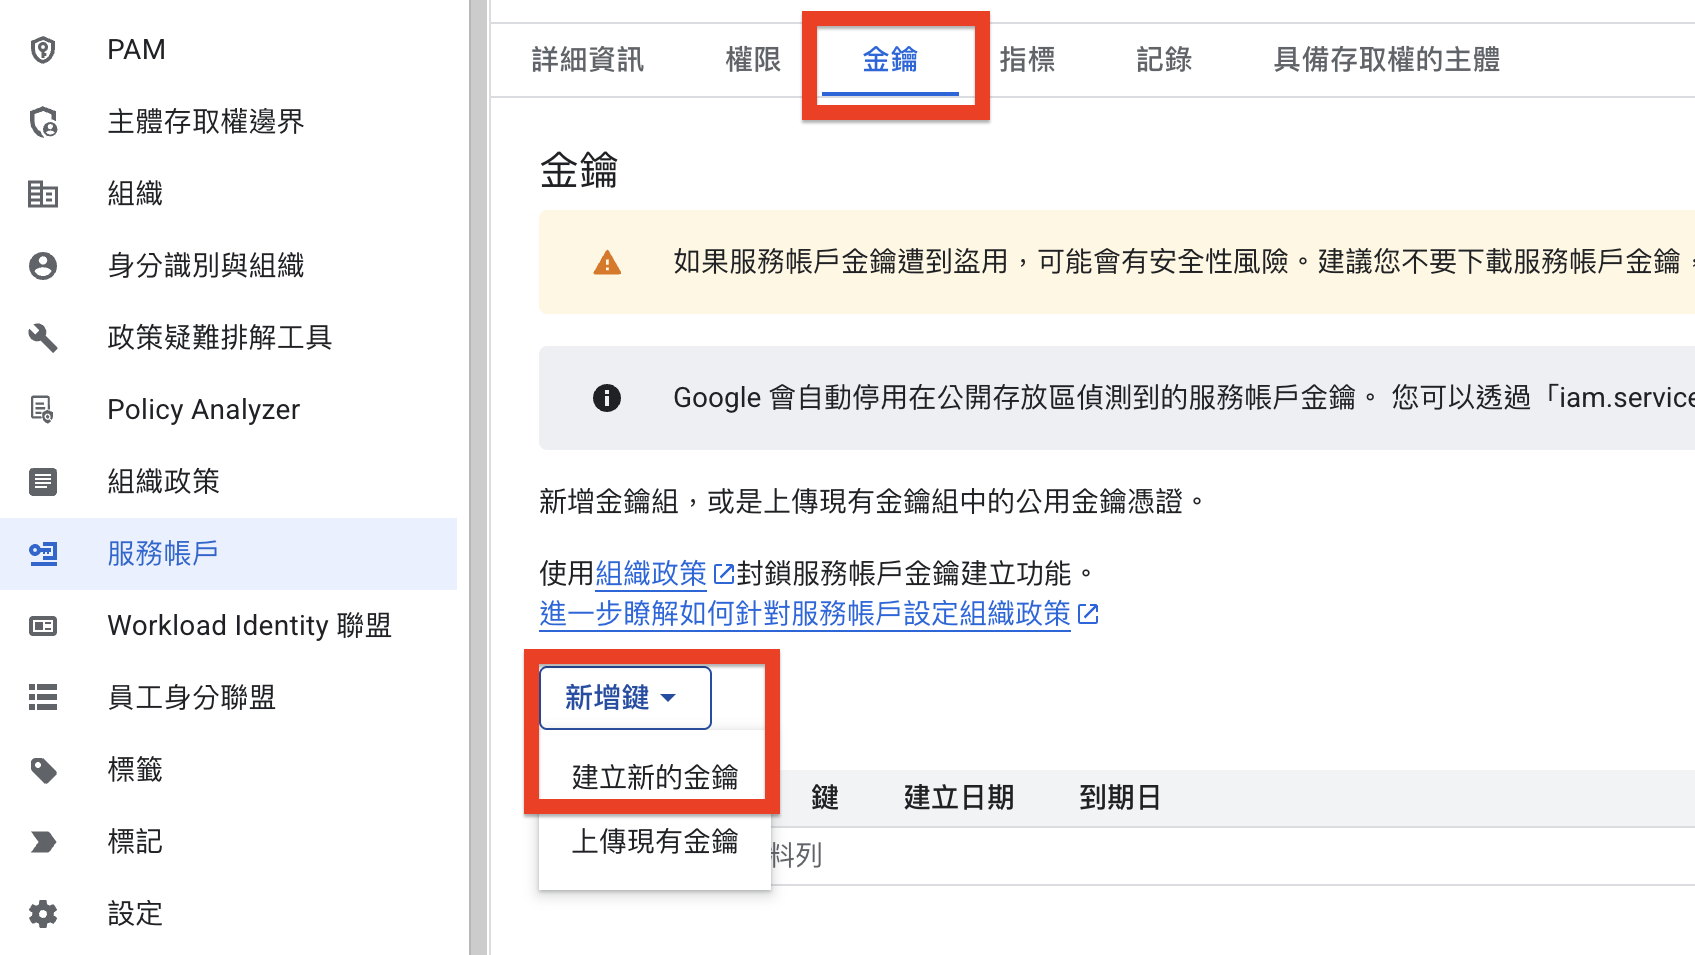 PAM
主體存取權邊界
組織
身分識別與組織
政策疑難排解工具
Policy Analyzer
組織政策
服務帳戶
Workload Identity 聯盟
員工身分聯盟
標籤
標記
設定
詳細資訊 權限 金鑰 指標 記錄 具備存取權的主體
金鑰
如果服務帳戶金鑰遭到盜用，可能會有安全性風險。建議您不要下載服務帳戶金鑰，
Google 會自動停用在公開存放區偵測到的服務帳戶金鑰。 您可以透過「iam.service
新增金鑰組，或是上傳現有金鑰組中的公用金鑰憑證。
使用組織政策封鎖服務帳戶金鑰建立功能。
進一步瞭解如何針對服務帳戶設定組織政策
新增鍵
建立新的金鑰
上傳現有金鑰
鍵 建立日期 到期日
料列